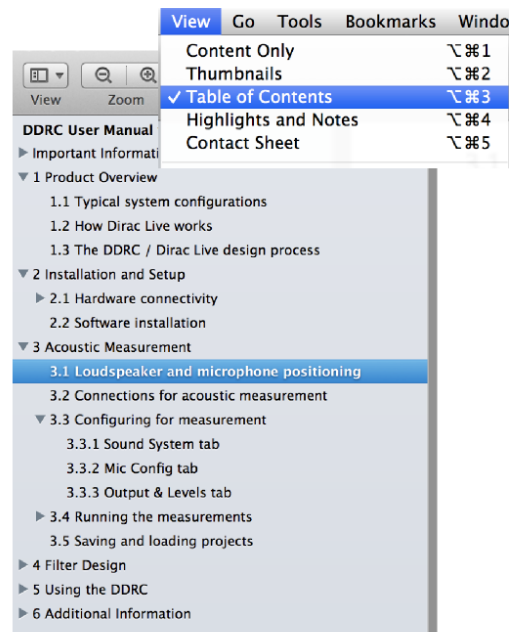 View Go Tools Bookmarks Windo
Content Only ⌥⌘1
Thumbnails ⌥⌘2
✓ Table of Contents ⌥⌘3
Highlights and Notes ⌥⌘4
Contact Sheet ⌥⌘5
View Zoom
DDRC User Manual
Important Informati
1 Product Overview
1.1 Typical system configurations
1.2 How Dirac Live works
1.3 The DDRC / Dirac Live design process
2 Installation and Setup
2.1 Hardware connectivity
2.2 Software installation
3 Acoustic Measurement
3.1 Loudspeaker and microphone positioning
3.2 Connections for acoustic measurement
3.3 Configuring for measurement
3.3.1 Sound System tab
3.3.2 Mic Config tab
3.3.3 Output & Levels tab
3.4 Running the measurements
3.5 Saving and loading projects
4 Filter Design
5 Using the DDRC
6 Additional Information